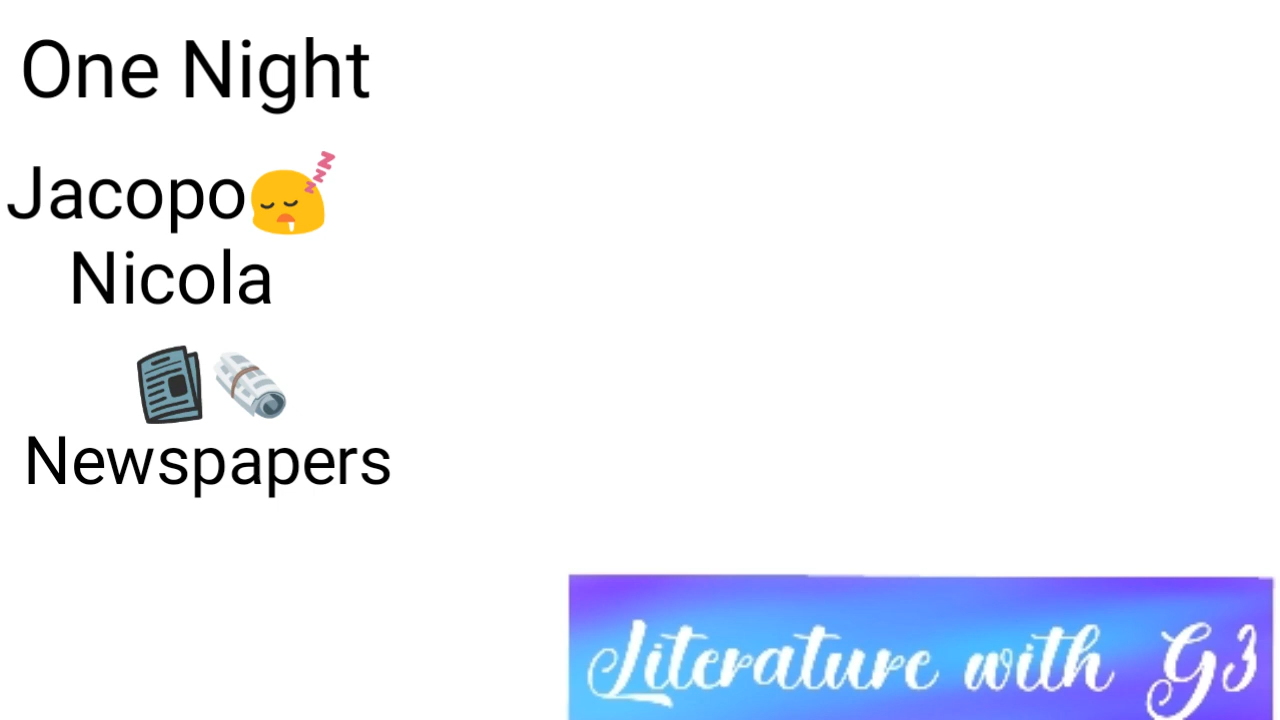 One Night
Jacopo
Nicola
Newspapers
Literature with G3